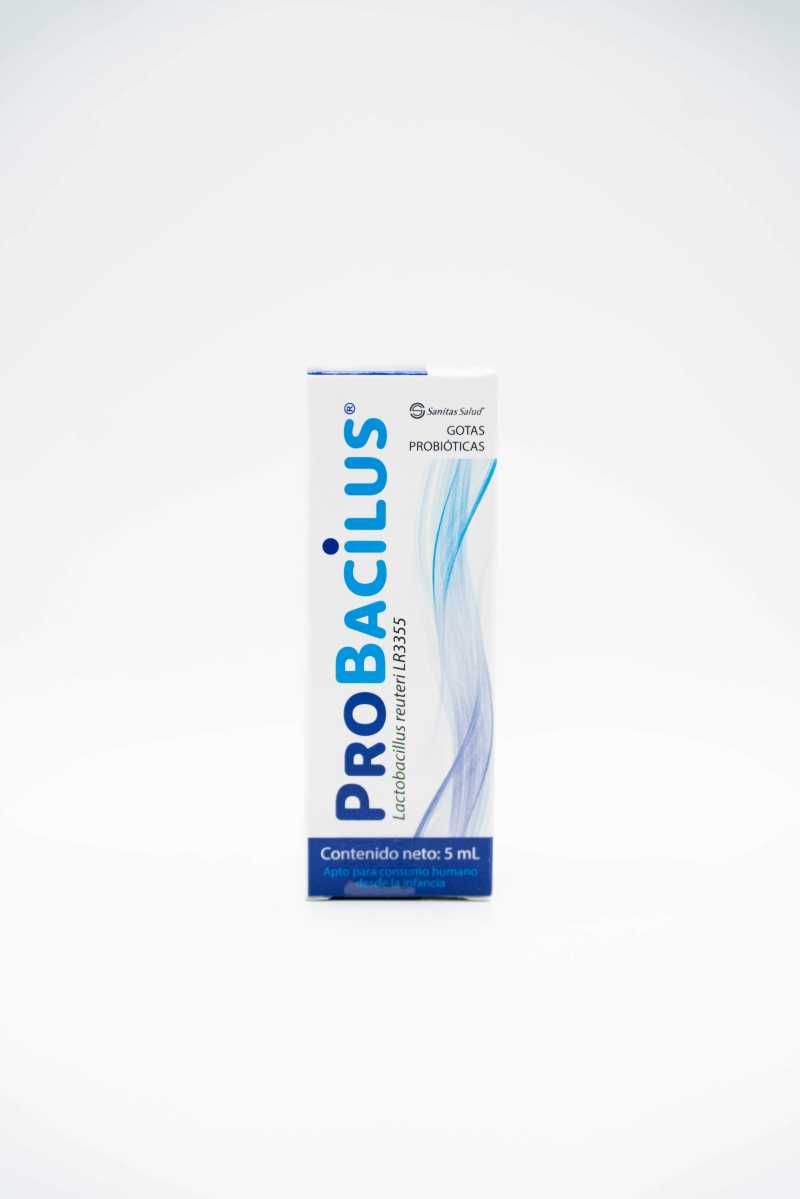 Sanitas Salud®
GOTAS
PROBIÓTICAS
PROBACiLUS®
Lactobacillus reuteri LR3355
Contenido neto: 5 mL
Apto para consumo humano
desde la infancia